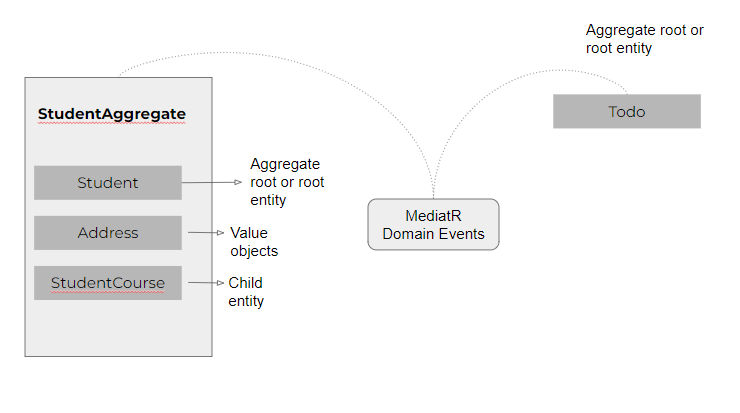 Aggregate root or
root entity
StudentAggregate
Todo
Student
Aggregate
root or root
entity
Address
Value
objects
MediatR
Domain Events
StudentCourse
Child
entity